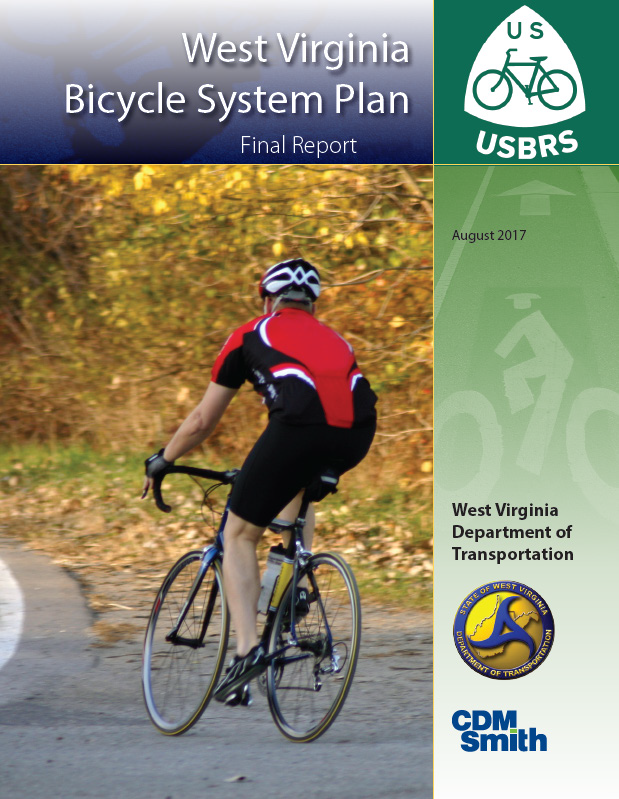 West Virginia
Bicycle System Plan
Final Report
U S
USBRS
August 2017
West Virginia
Department of
Transportation
STATE OF WEST VIRGINIA
DEPARTMENT OF TRANSPORTATION
CDM
Smith